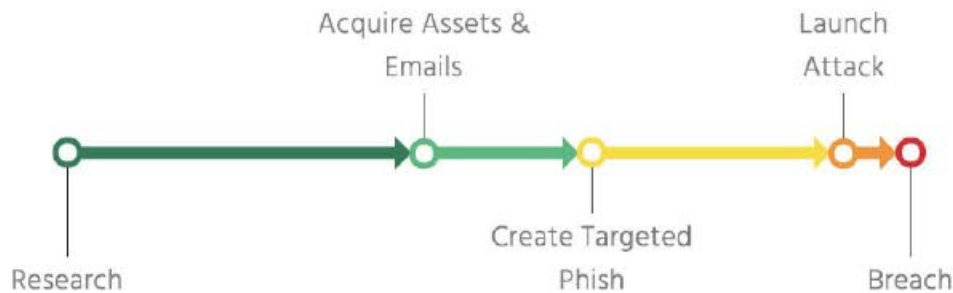 Acquire Assets &
Emails
Launch
Attack
Create Targeted
Phish
Research
Breach